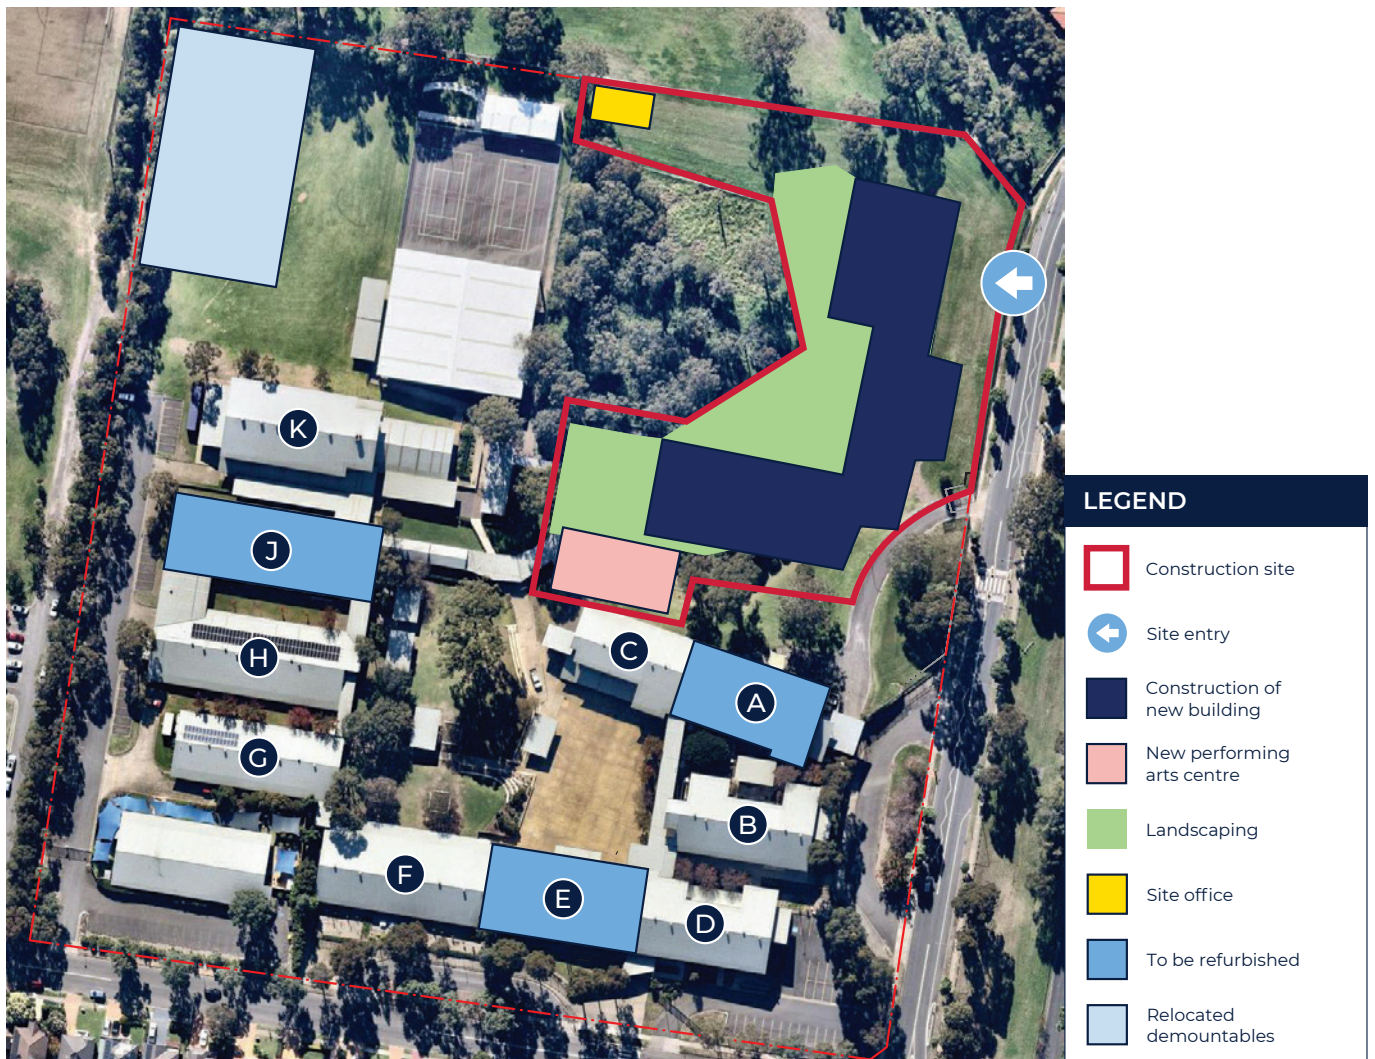 K
J
H
G
C
A
B
F
E
D
LEGEND
Construction site
Site entry
Construction of
new building
New performing
arts centre
Landscaping
Site office
To be refurbished
Relocated
demountables